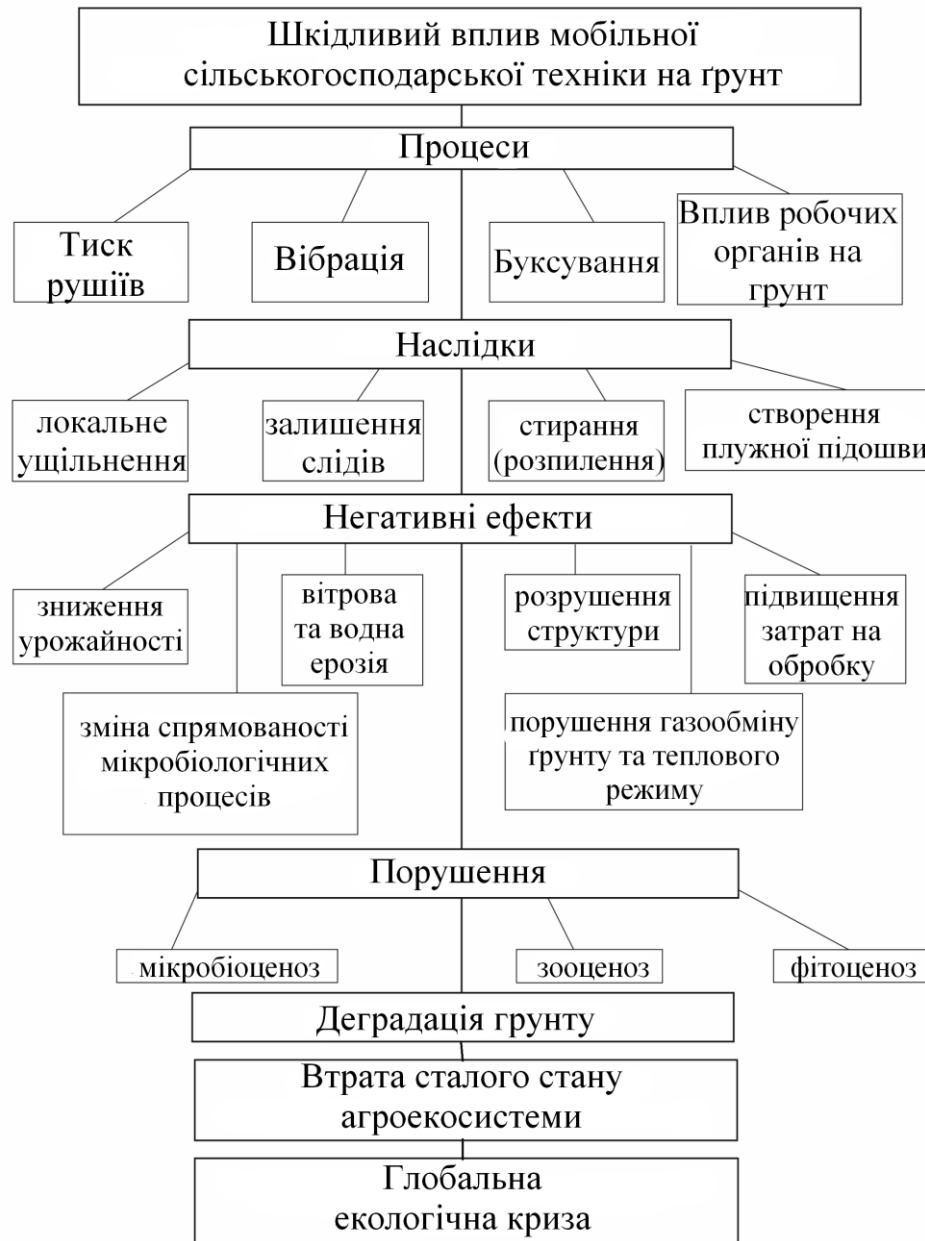 Шкідливий вплив мобільної
сільськогосподарської техніки на ґрунт
Процеси
Тиск
рушіїв
Вібрація
Буксування
Вплив робочих
органів на
грунт
Наслідки
локальне
ущільнення
залишення
слідів
стирання
(розпилення)
створення
плужної підошви
Негативні ефекти
зниження
урожайності
вітрова
та водна
ерозія
розрушення
структури
підвищення
затрат на
обробку
зміна спрямованості
мікробіологічних
процесів
порушення газообміну
ґрунту та теплового
режиму
Порушення
мікробіоценоз
зооценоз
фітоценоз
Деградація грунту
Втрата сталого стану
агроекосистеми
Глобальна
екологічна криза